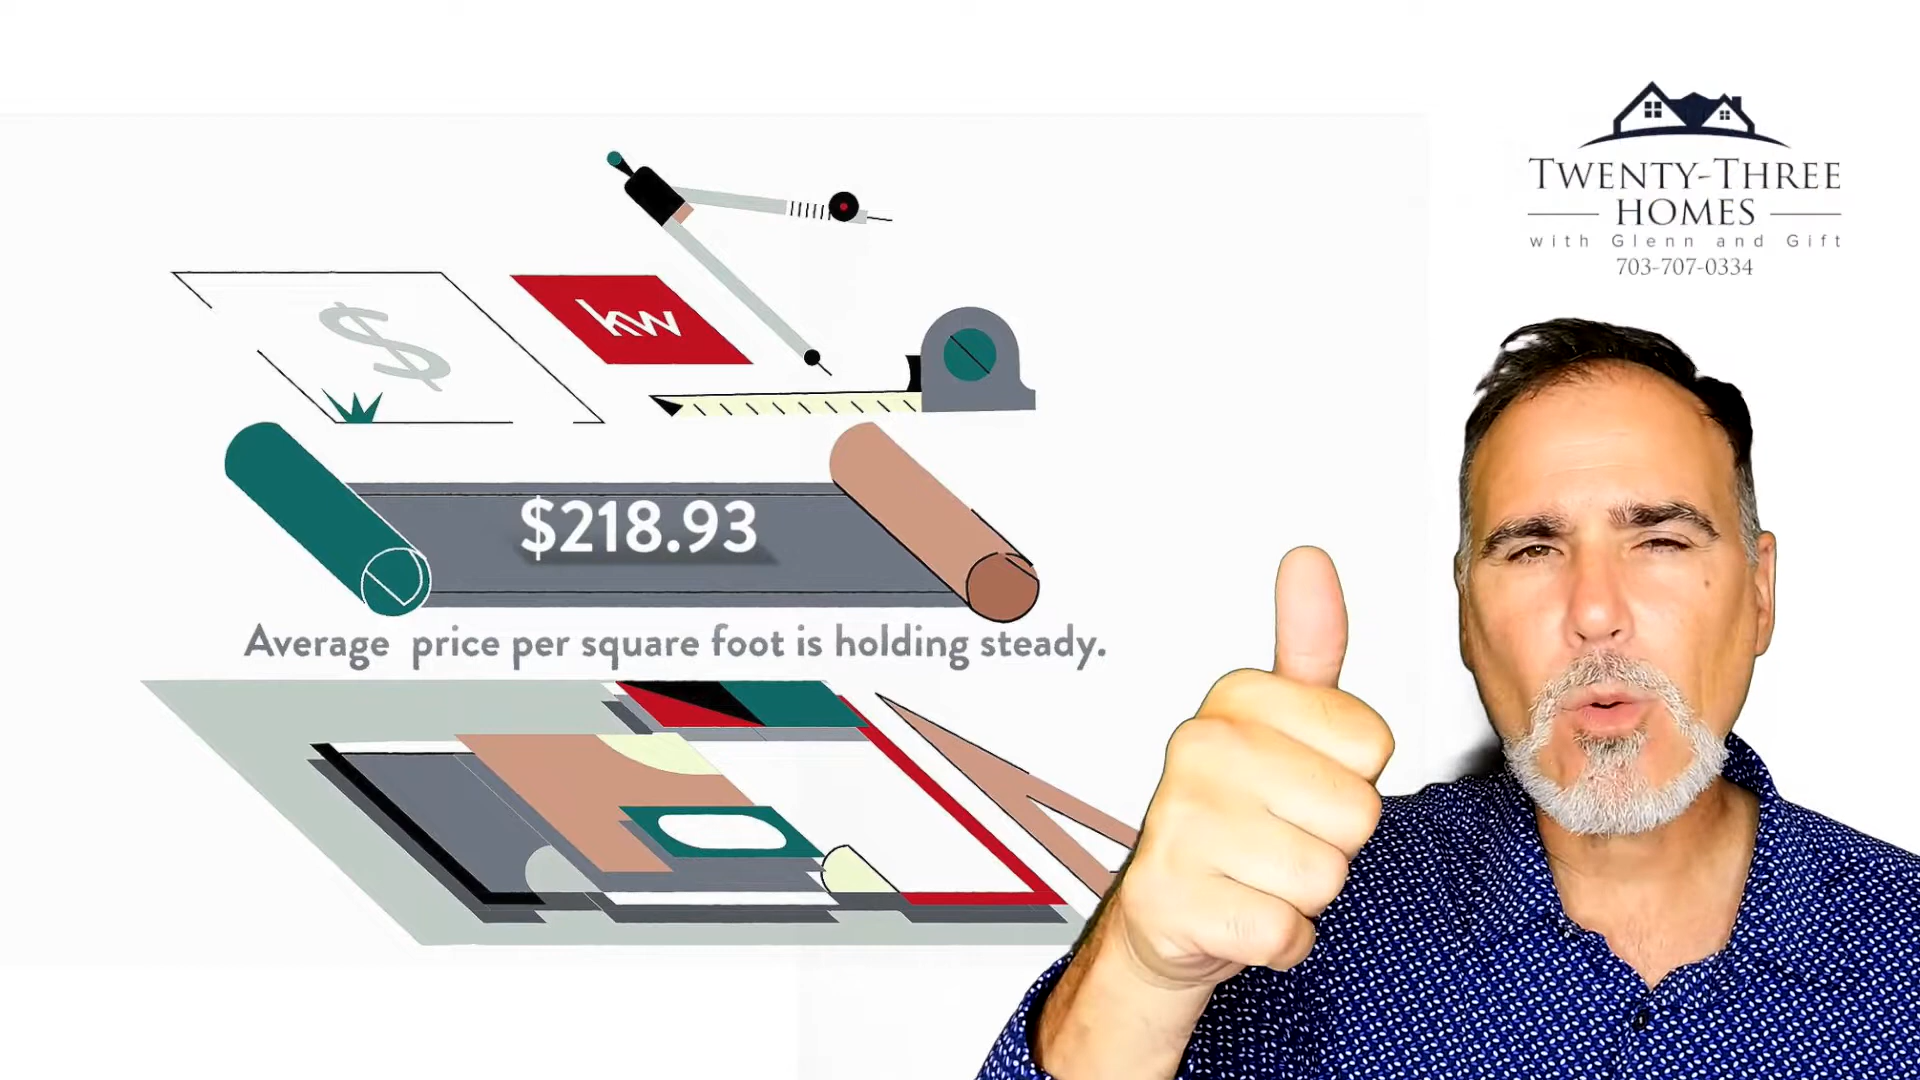 TWENTY-THREE
HOMES
with Glenn and Gift
703-707-0334
$
kw
$218.93
Average price per square foot is holding steady.